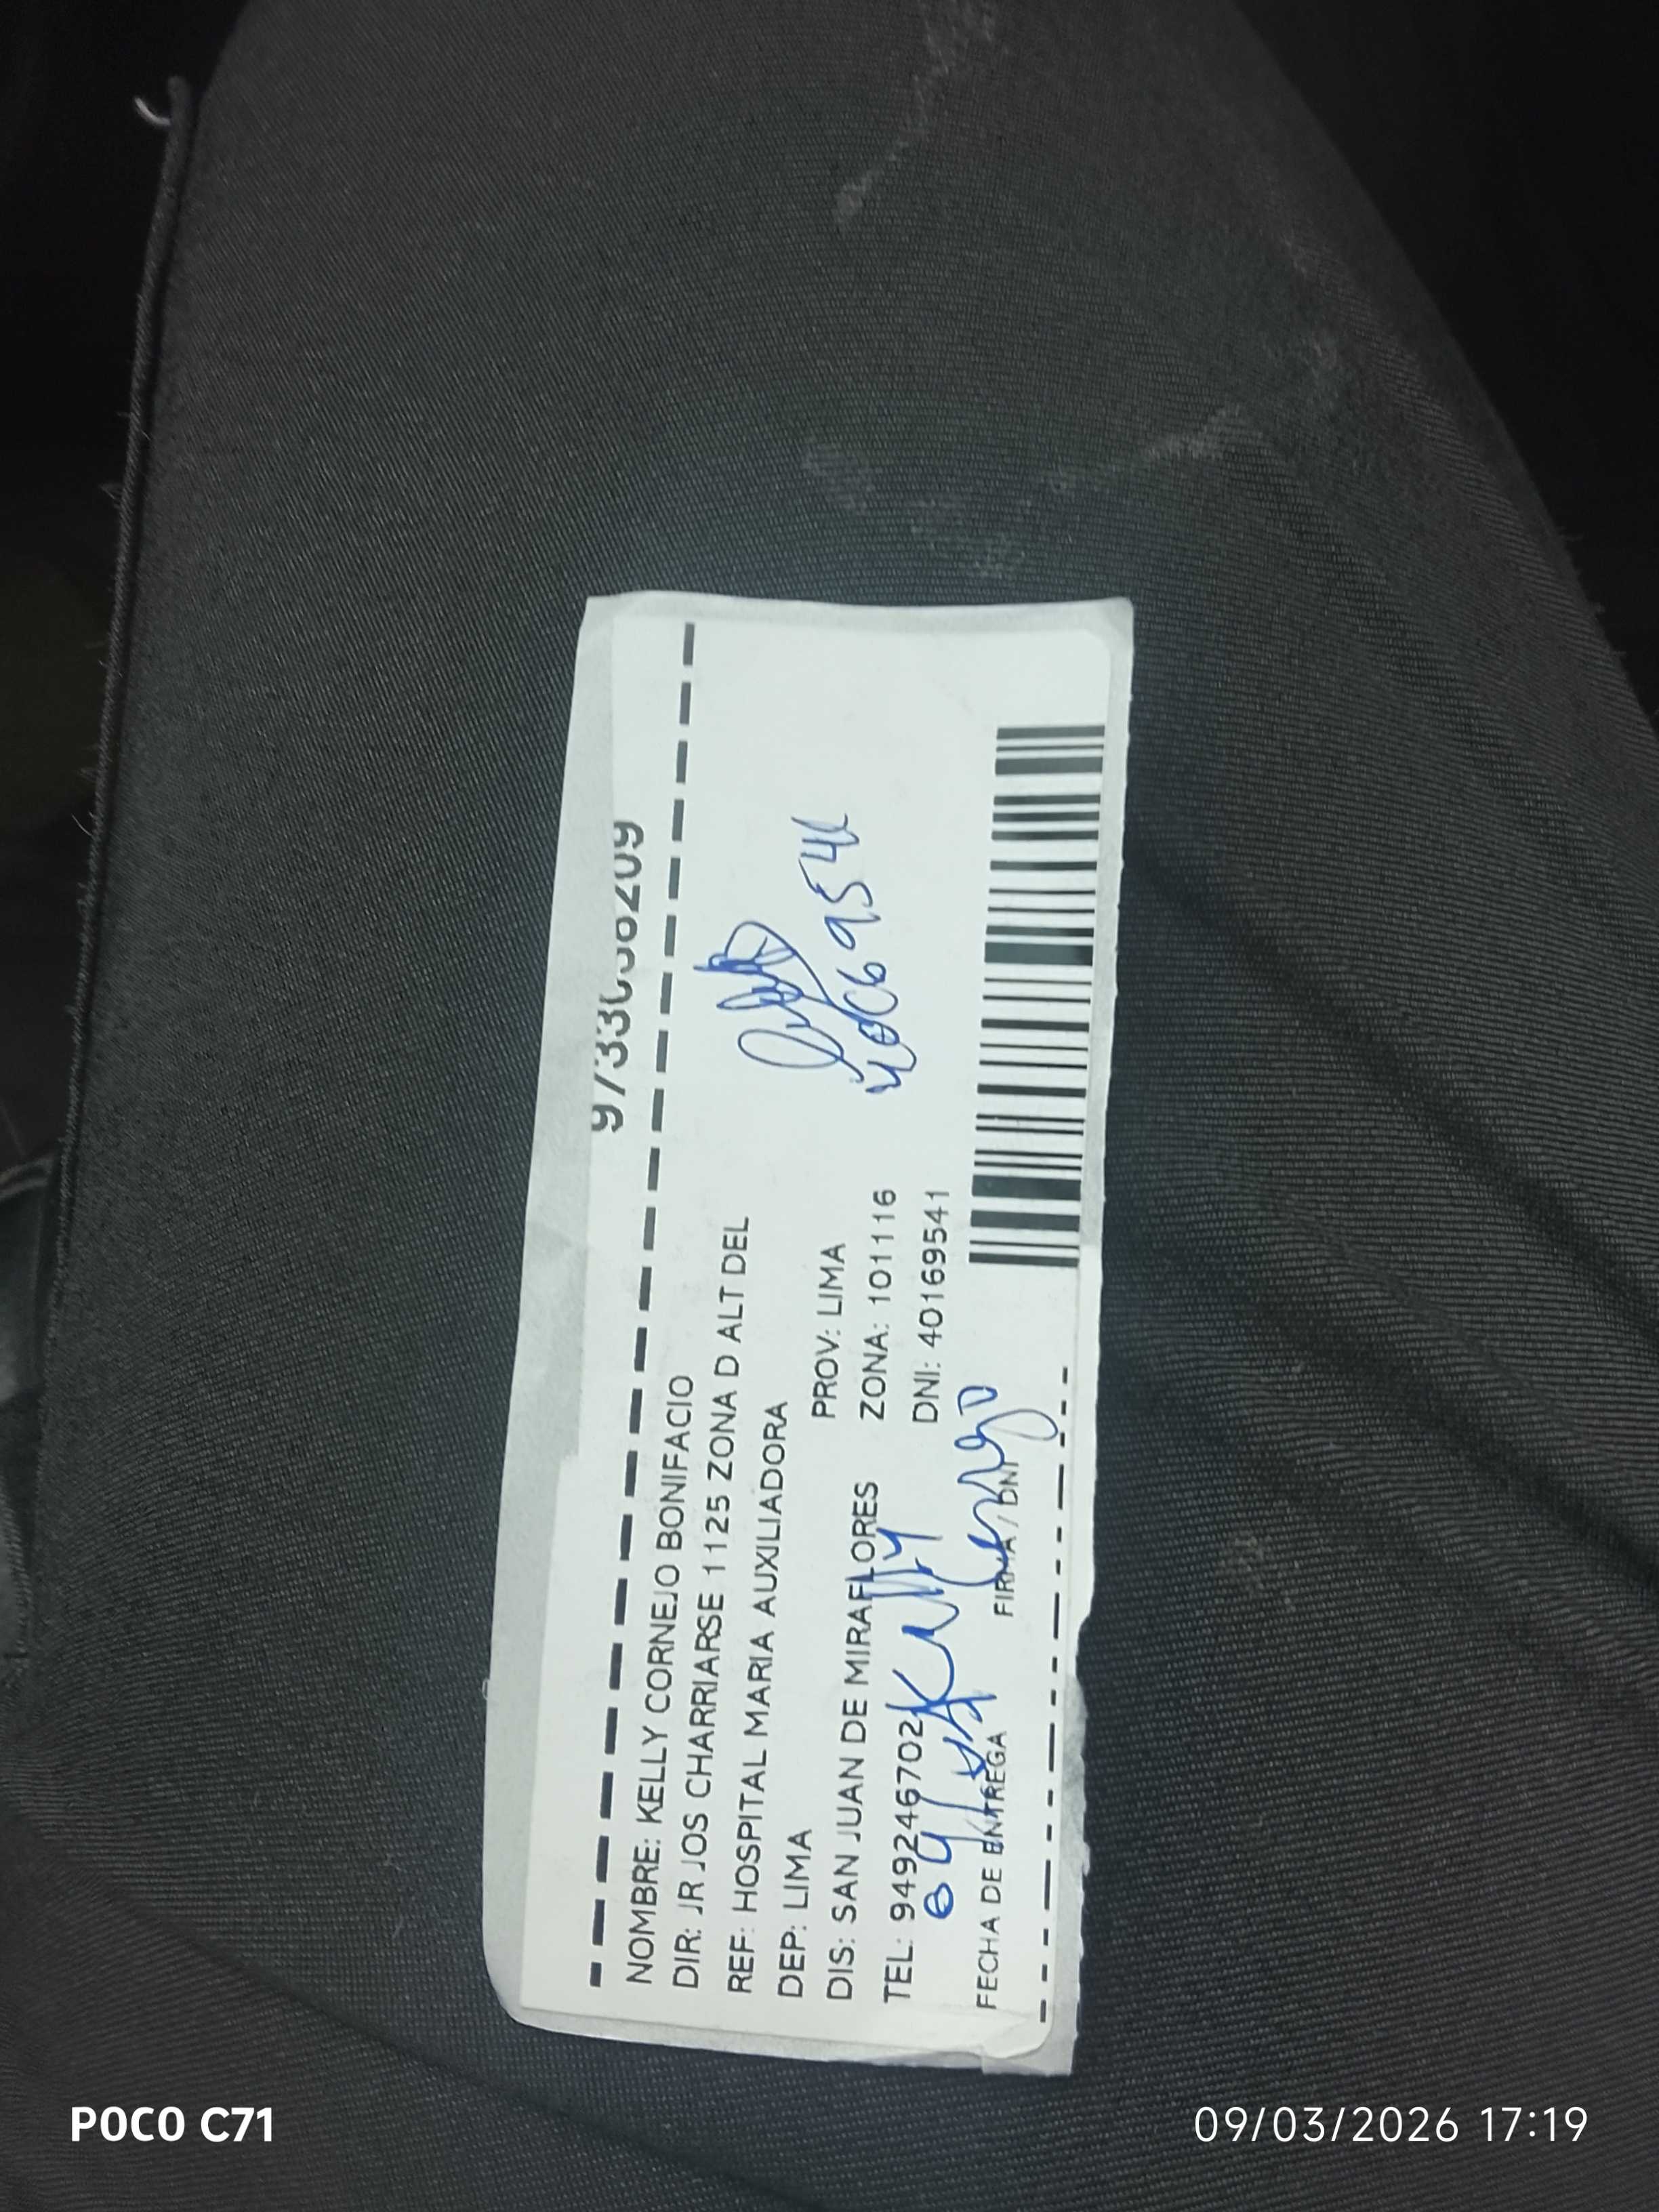 NOMBRE: KELLY CORNEJO BONIFACIO
DIR: JR JOS CHARRIARSE 1125 ZONA D ALT DEL
REF: HOSPITAL MARIA AUXILIADORA
DEP: LIMA PROV: LIMA
DIS: SAN JUAN DE MIRAFLORES ZONA: 101116
TEL: 949246702 DNI: 40169541
Kelly
Cornejo
FECHA DE ENTREGA FIRMA / DNI
POCO C71
09/03/2026 17:19